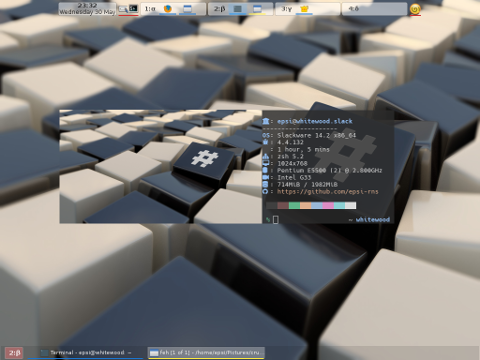 23:32
Wednesday 30 May
1:α
2:β
3:γ
4:δ
#
epsi@whitewood.slack
--------------------
OS: Slackware 14.2 x86_64
: 4.4.132
: 1 hour, 5 mins
: zsh 5.2
: 1024x768
: Pentium E5500 [2] @ 2.800GHz
: Intel G33
: 714MiB / 1982MiB
: https://github.com/epsi-rns
~ whitewood
2:β
Terminal - epsi@whitewood: ~
feh [1 of 1] - /home/epsi/Pictures/cru...